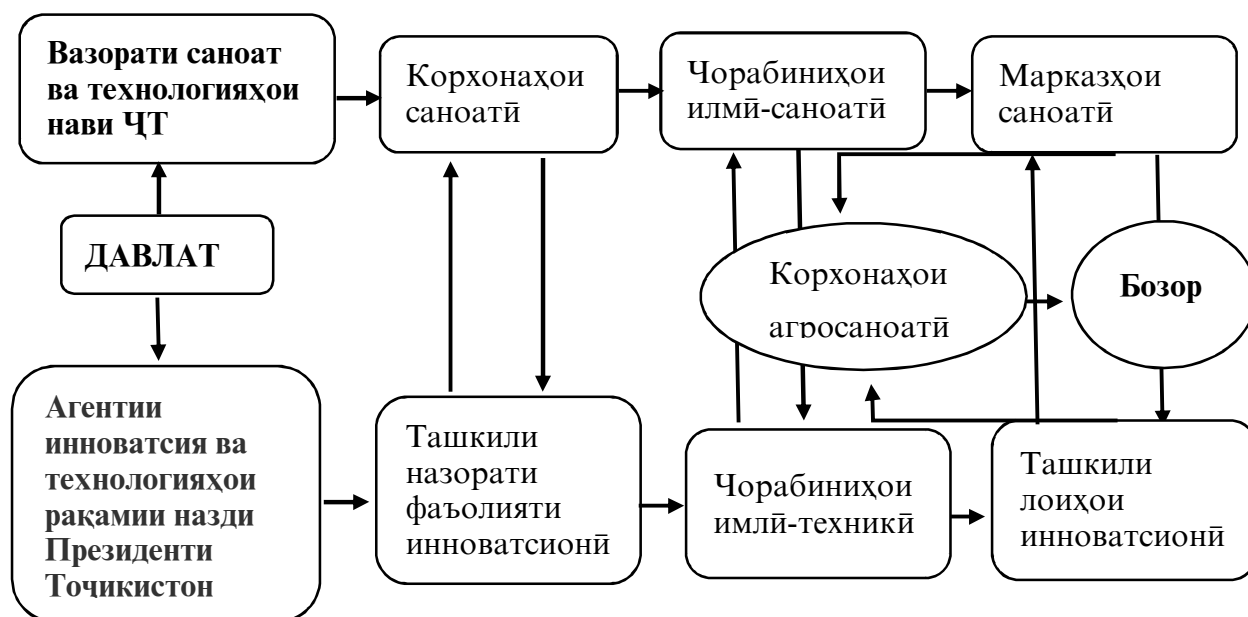 Вазорати саноат
ва технологияҳои
нави ҶТ
Корхонаҳои
саноатӣ
Чорабиниҳои
илмӣ-саноатӣ
Марказҳои
саноатӣ
ДАВЛАТ
Корхонаҳои
агросаноатӣ
Бозор
Агентии
инноватсия ва
технологияҳои
рақамии назди
Президенти
Тоҷикистон
Ташкили
назорати
фаъолияти
инноватсионӣ
Чорабиниҳои
имлӣ-техникӣ
Ташкили
лоиҳои
инноватсионӣ